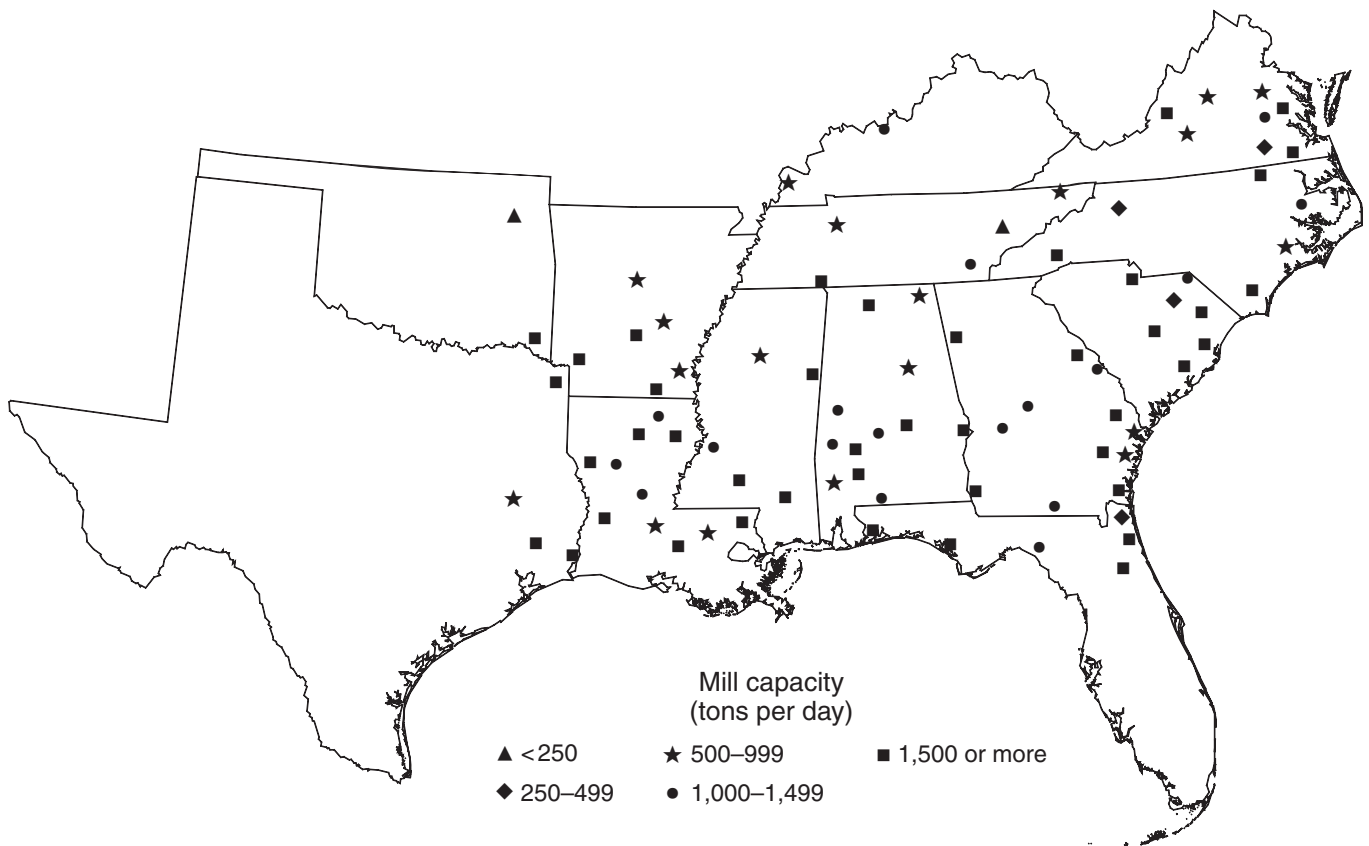 Mill capacity
(tons per day)
<250
500–999
1,500 or more
250–499
1,000–1,499